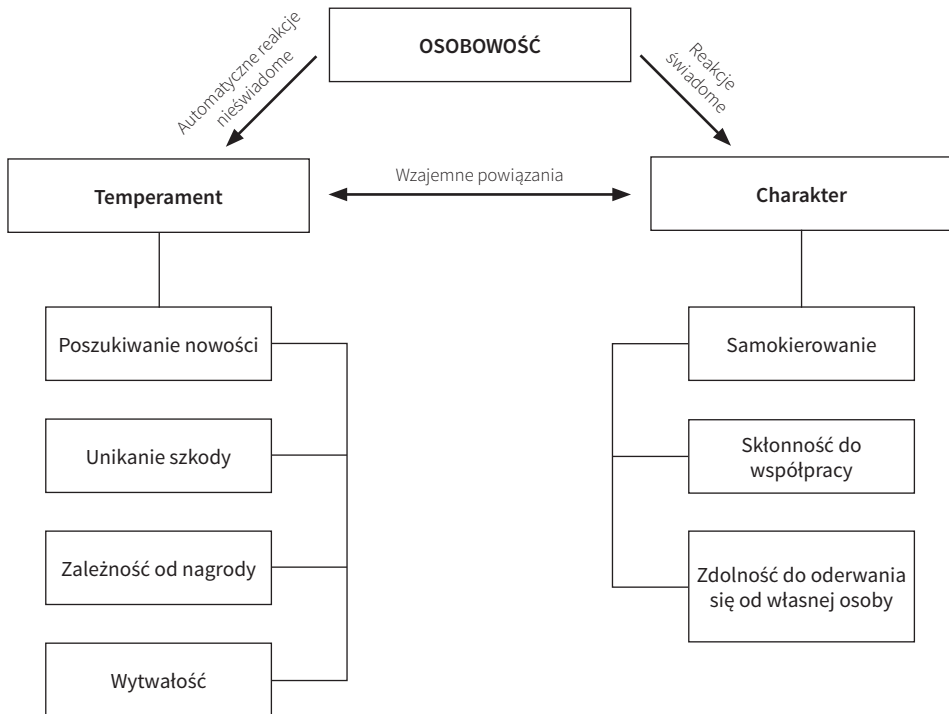 OSOBOWOŚĆ
Automatyczne reakcje
nieświadome
Reakcje
świadome
Temperament
Wzajemne powiązania
Charakter
Poszukiwanie nowości
Unikanie szkody
Zależność od nagrody
Wytwałość
Samokierowanie
Skłonność do
współpracy
Zdolność do oderwania
się od własnej osoby